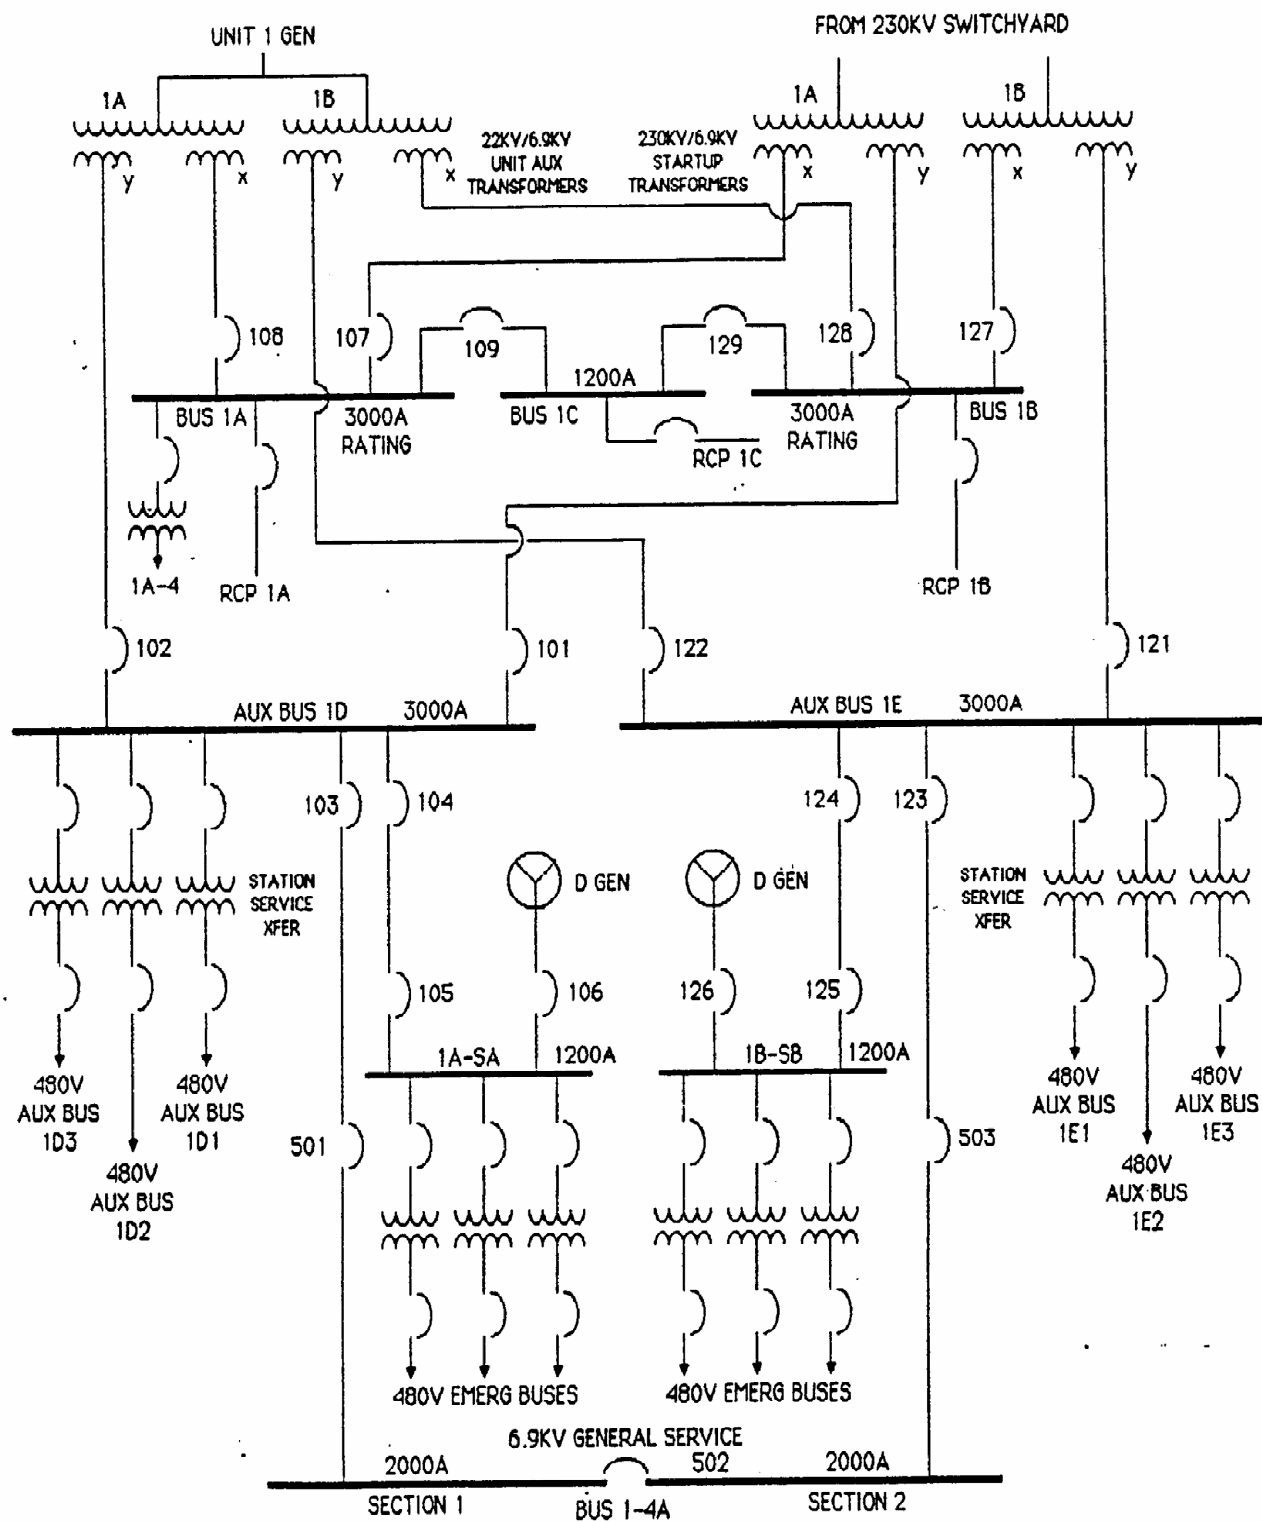 UNIT 1 GEN
FROM 230KV SWITCHYARD
1A
1B
1A
1B
22KV/6.9KV
UNIT AUX
TRANSFORMERS
230KV/6.9KV
STARTUP
TRANSFORMERS
y
x
y
x
x
y
x
y
108
107
109
129
128
127
1200A
BUS 1A
3000A
RATING
BUS 1C
3000A
RATING
BUS 1B
RCP 1C
1A-4
RCP 1A
RCP 1B
102
101
122
121
AUX BUS 1D
3000A
AUX BUS 1E
3000A
103
104
124
123
STATION
SERVICE
XFER
D GEN
D GEN
STATION
SERVICE
XFER
105
106
126
125
1A-SA
1200A
1B-SB
1200A
480V
AUX BUS
1D3
480V
AUX BUS
1D1
480V
AUX BUS
1D2
480V
AUX BUS
1E1
480V
AUX BUS
1E3
480V
AUX BUS
1E2
501
503
480V EMERG BUSES
480V EMERG BUSES
6.9KV GENERAL SERVICE
2000A
502
2000A
SECTION 1
BUS 1-4A
SECTION 2